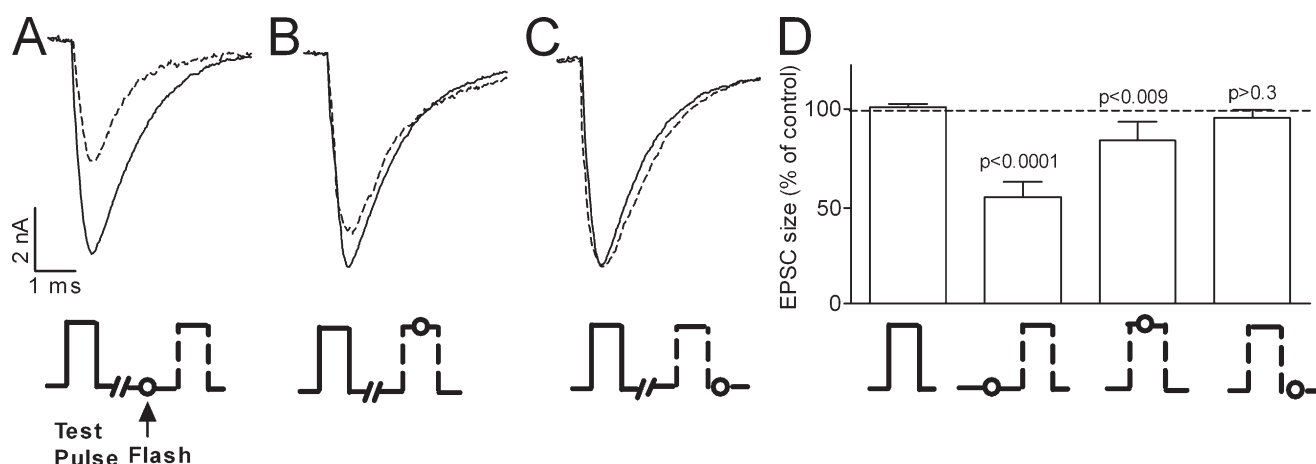 A
B
C
D
2 nA
1 ms
Test
Pulse
Flash
EPSC size (% of control)
100
50
0
p<0.0001
p<0.009
p>0.3